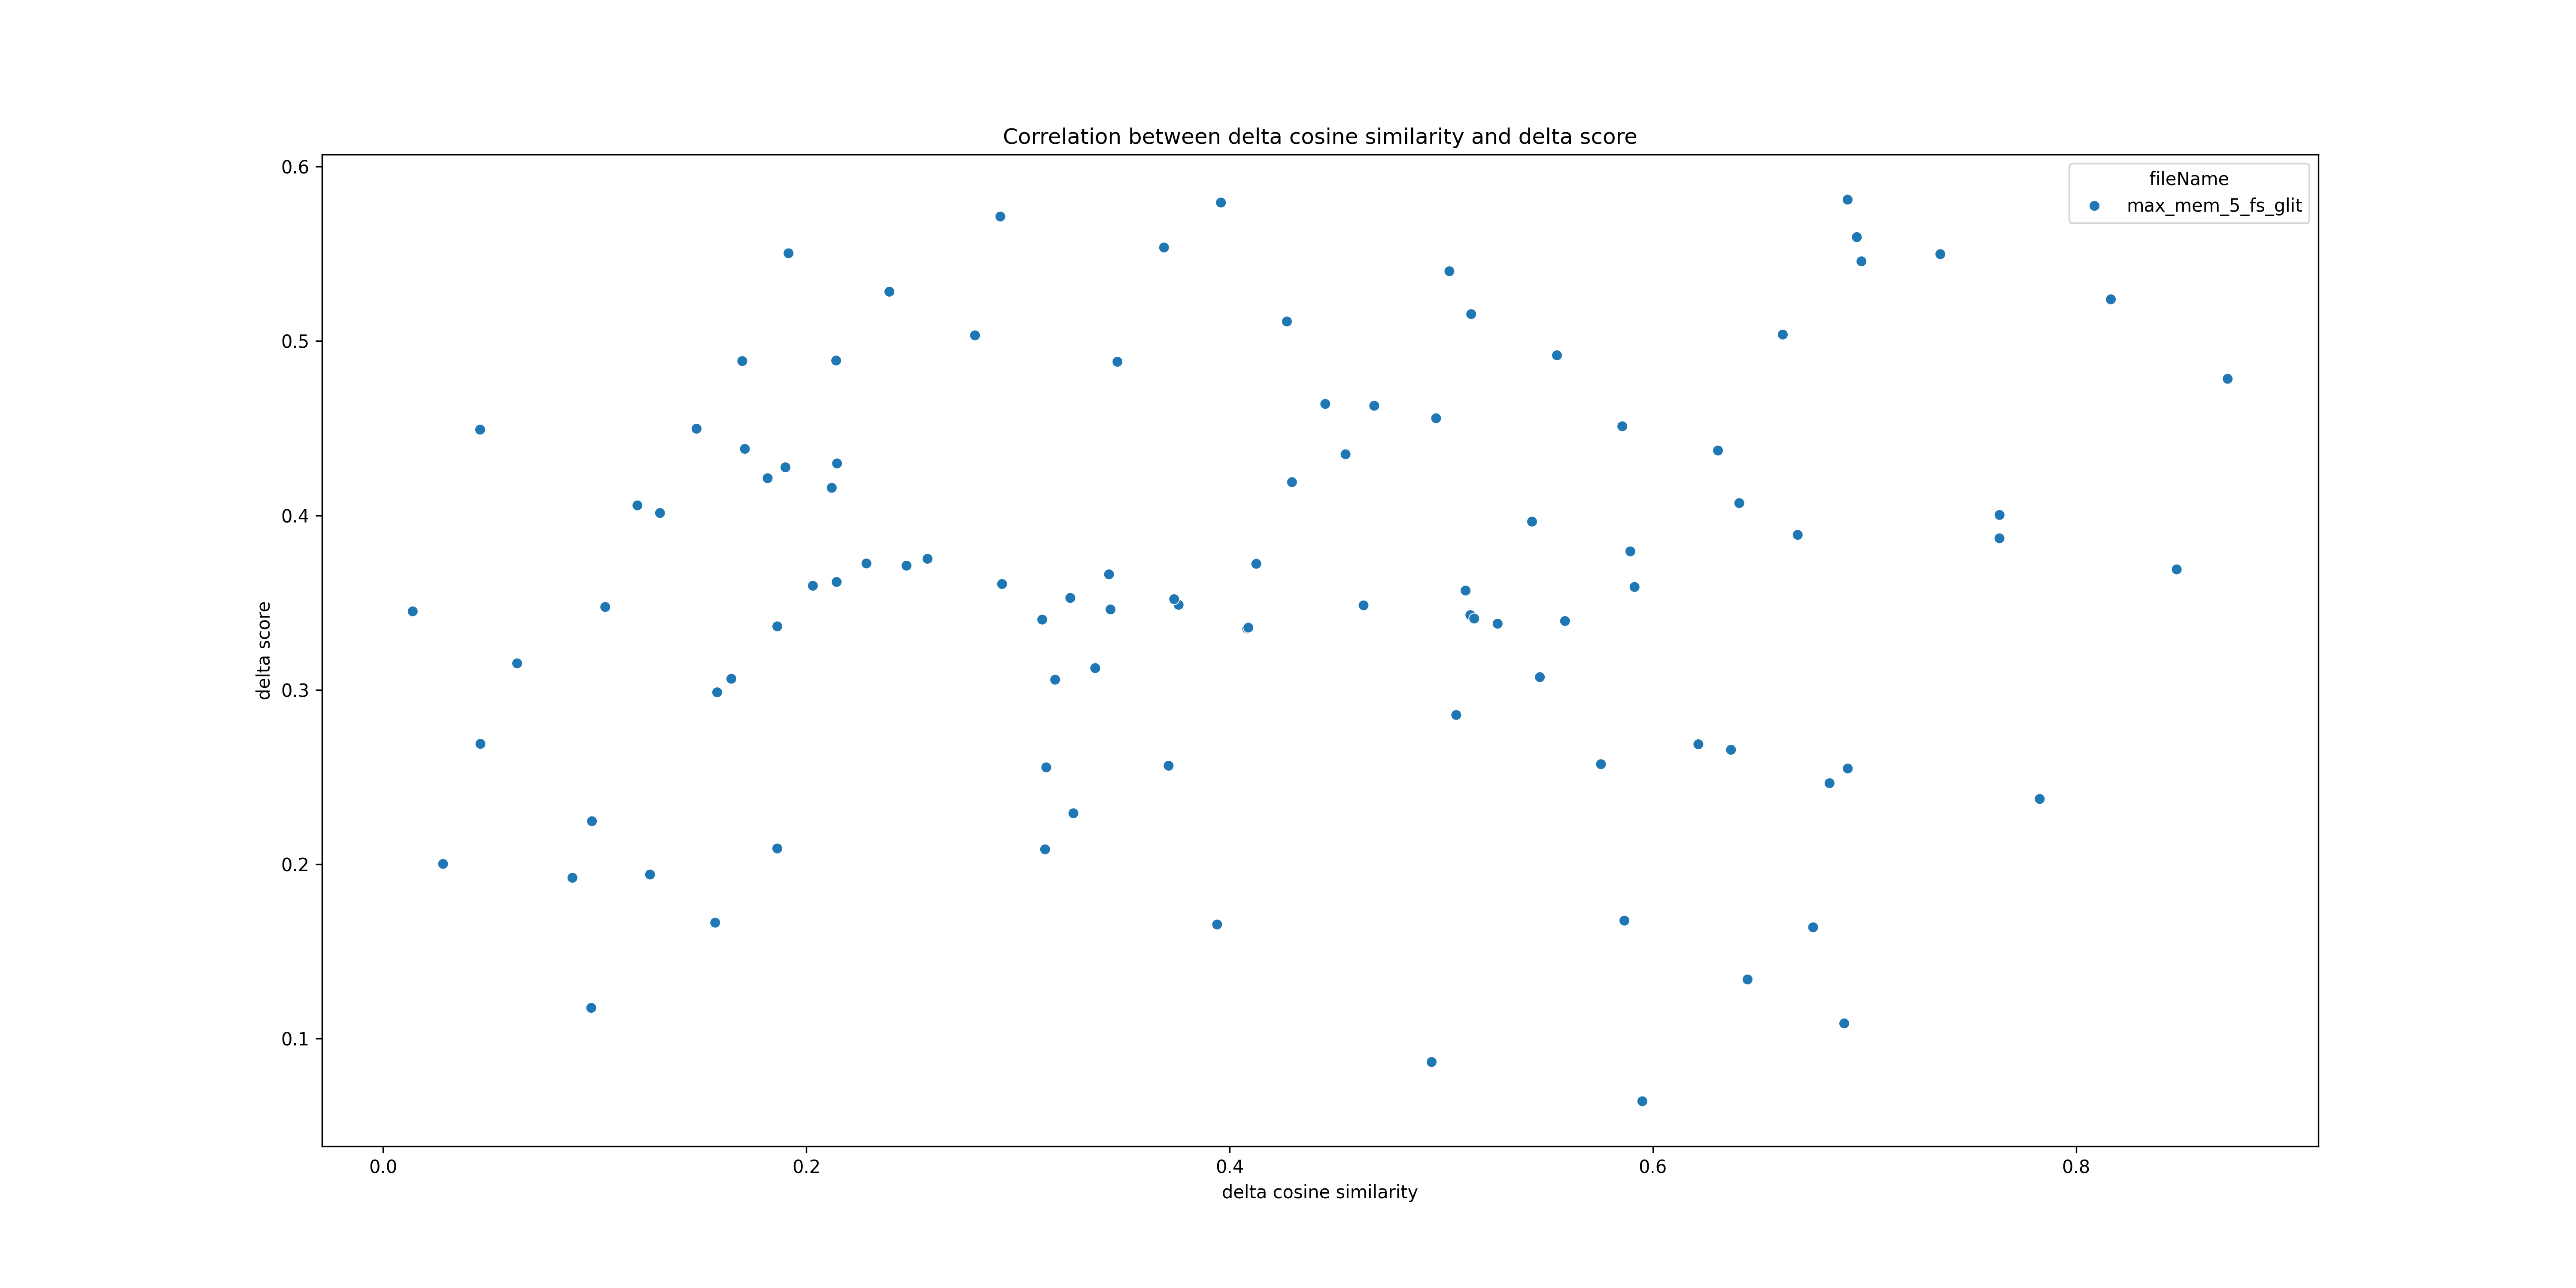 Correlation between delta cosine similarity and delta score
fileName
max_mem_5_fs_glit
0.6
0.5
0.4
0.3
0.2
0.1
delta score
0.0 0.2 0.4 0.6 0.8
delta cosine similarity